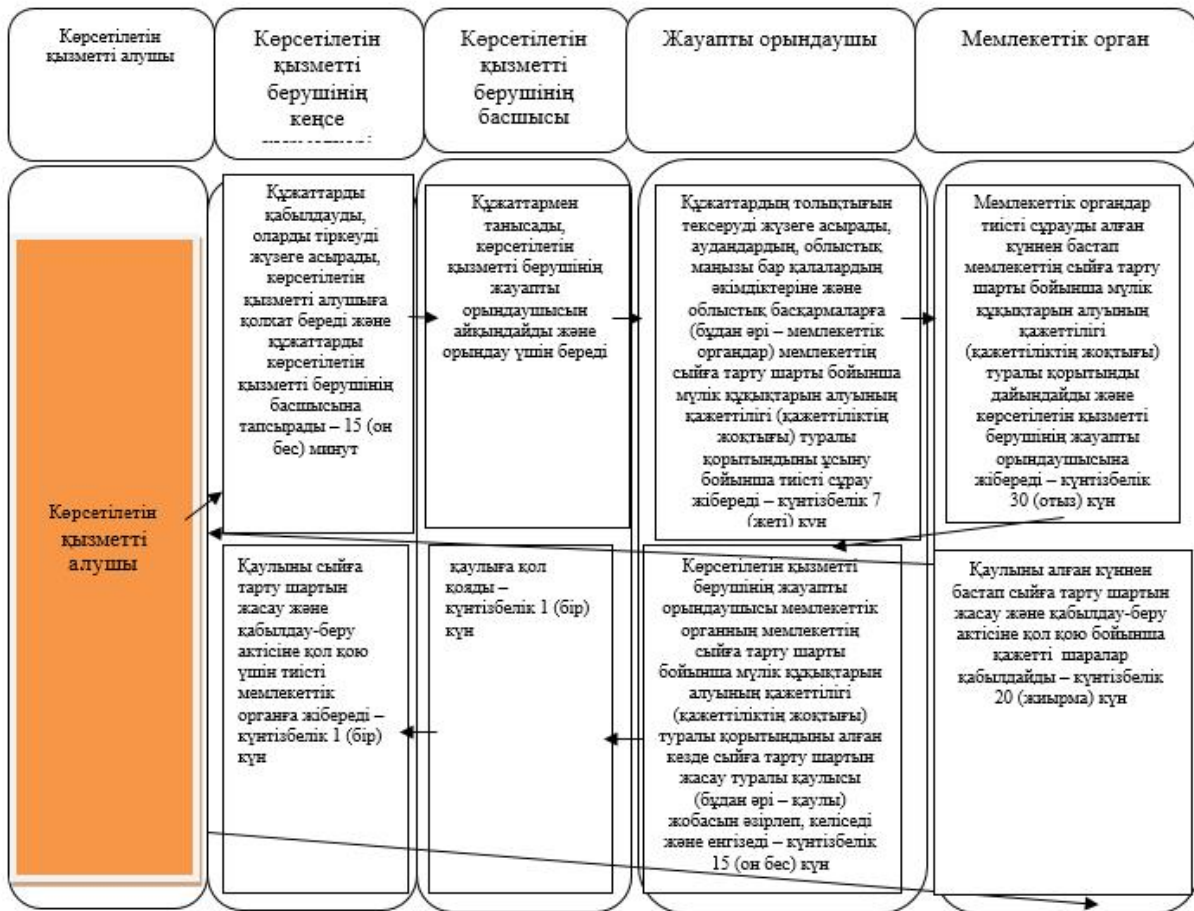 Көрсетілетін
қызметті алушы
Көрсетілетін
қызметті
берушінің
кеңсе
Көрсетілетін
қызметті
берушінің
басшысы
Жауапты орындаушы
Мемлекеттік орган
Көрсетілетін
қызметті
алушы
Құжаттарды
қабылдауды,
оларды тіркеуді
жүзеге асырады,
көрсетілетін
қызметті алушыға
қолхат береді және
құжаттарды
көрсетілетін
қызметті берушінің
басшысына
тапсырады – 15 (он
бес) минут
Құжаттармен
танысады,
көрсетілетін
қызметті берушінің
жауапты
орындаушысын
айқындайды және
орындау үшін береді
Құжаттардың толықтығын
тексеруді жүзеге асырады,
аудандардың, облыстық
маңызы бар қалалардың
әкімдіктеріне және
облыстық басқармаларға
(бұдан әрі – мемлекеттік
органдар) мемлекеттің
сыйға тарту шарты бойынша
мүлік құқықтарын алуының
қажеттілігі (қажеттіліктің
жоқтығы) туралы
қорытындыны ұсыну
бойынша тиісті сұрау
жібереді – күнтізбелік 7
(жеті) күн
Мемлекеттік органдар
тиісті сұрауды алған
күннен бастап
мемлекеттің сыйға тарту
шарты бойынша мүлік
құқықтарын алуының
қажеттілігі
(қажеттіліктің жоқтығы)
туралы қорытынды
дайындайды және
көрсетілетін қызметті
берушінің жауапты
орындаушысына
жібереді – күнтізбелік
30 (отыз) күн
Қаулыны сыйға
тарту шартын
жасау және
қабылдау-беру
актісіне қол қою
үшін тиісті
мемлекеттік
органға жібереді –
күнтізбелік 1 (бір)
күн
қаулыға қол
қояды –
күнтізбелік 1 (бір)
күн
Көрсетілетін қызметті
берушінің жауапты
орындаушысы мемлекеттік
органның мемлекеттің
сыйға тарту шарты
бойынша мүлік құқықтарын
алуының қажеттілігі
(қажеттіліктің жоқтығы)
туралы қорытындыны алған
кезде сыйға тарту шартын
жасау туралы қаулысы
(бұдан әрі – қаулы)
жобасын әзірлеп, келіседі
және енгізеді – күнтізбелік
15 (он бес) күн
Қаулыны алған күннен
бастап сыйға тарту шартын
жасау және қабылдау-беру
актісіне қол қою бойынша
қажетті шаралар
қабылдайды – күнтізбелік
20 (жиырма) күн